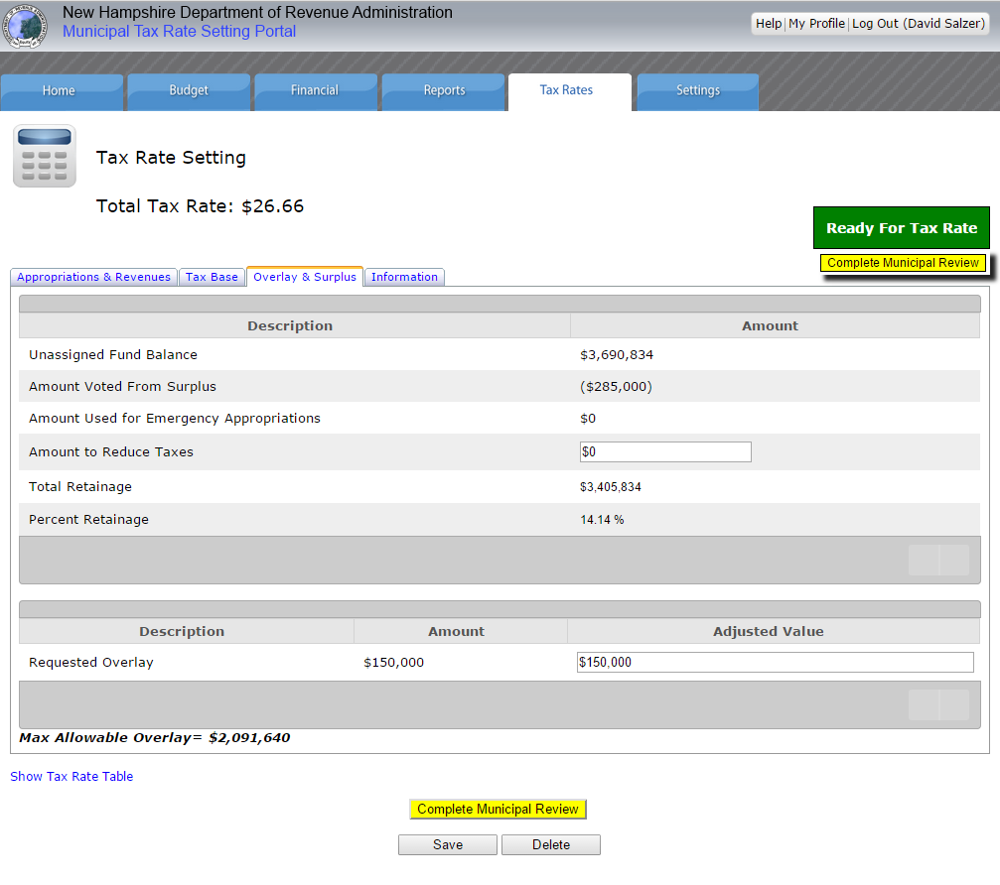 New Hampshire Department of Revenue Administration
Municipal Tax Rate Setting Portal
Help My Profile Log Out (David Salzer)
Home Budget Financial Reports Tax Rates Settings
Tax Rate Setting
Total Tax Rate: $26.66
Ready For Tax Rate
Complete Municipal Review
Appropriations & Revenues Tax Base Overlay & Surplus Information
Description Amount
Unassigned Fund Balance $3,690,834
Amount Voted From Surplus ($285,000)
Amount Used for Emergency Appropriations $0
Amount to Reduce Taxes $0
Total Retainage $3,405,834
Percent Retainage 14.14 %
Description Amount Adjusted Value
Requested Overlay $150,000 $150,000
Max Allowable Overlay= $2,091,640
Show Tax Rate Table
Complete Municipal Review
Save Delete